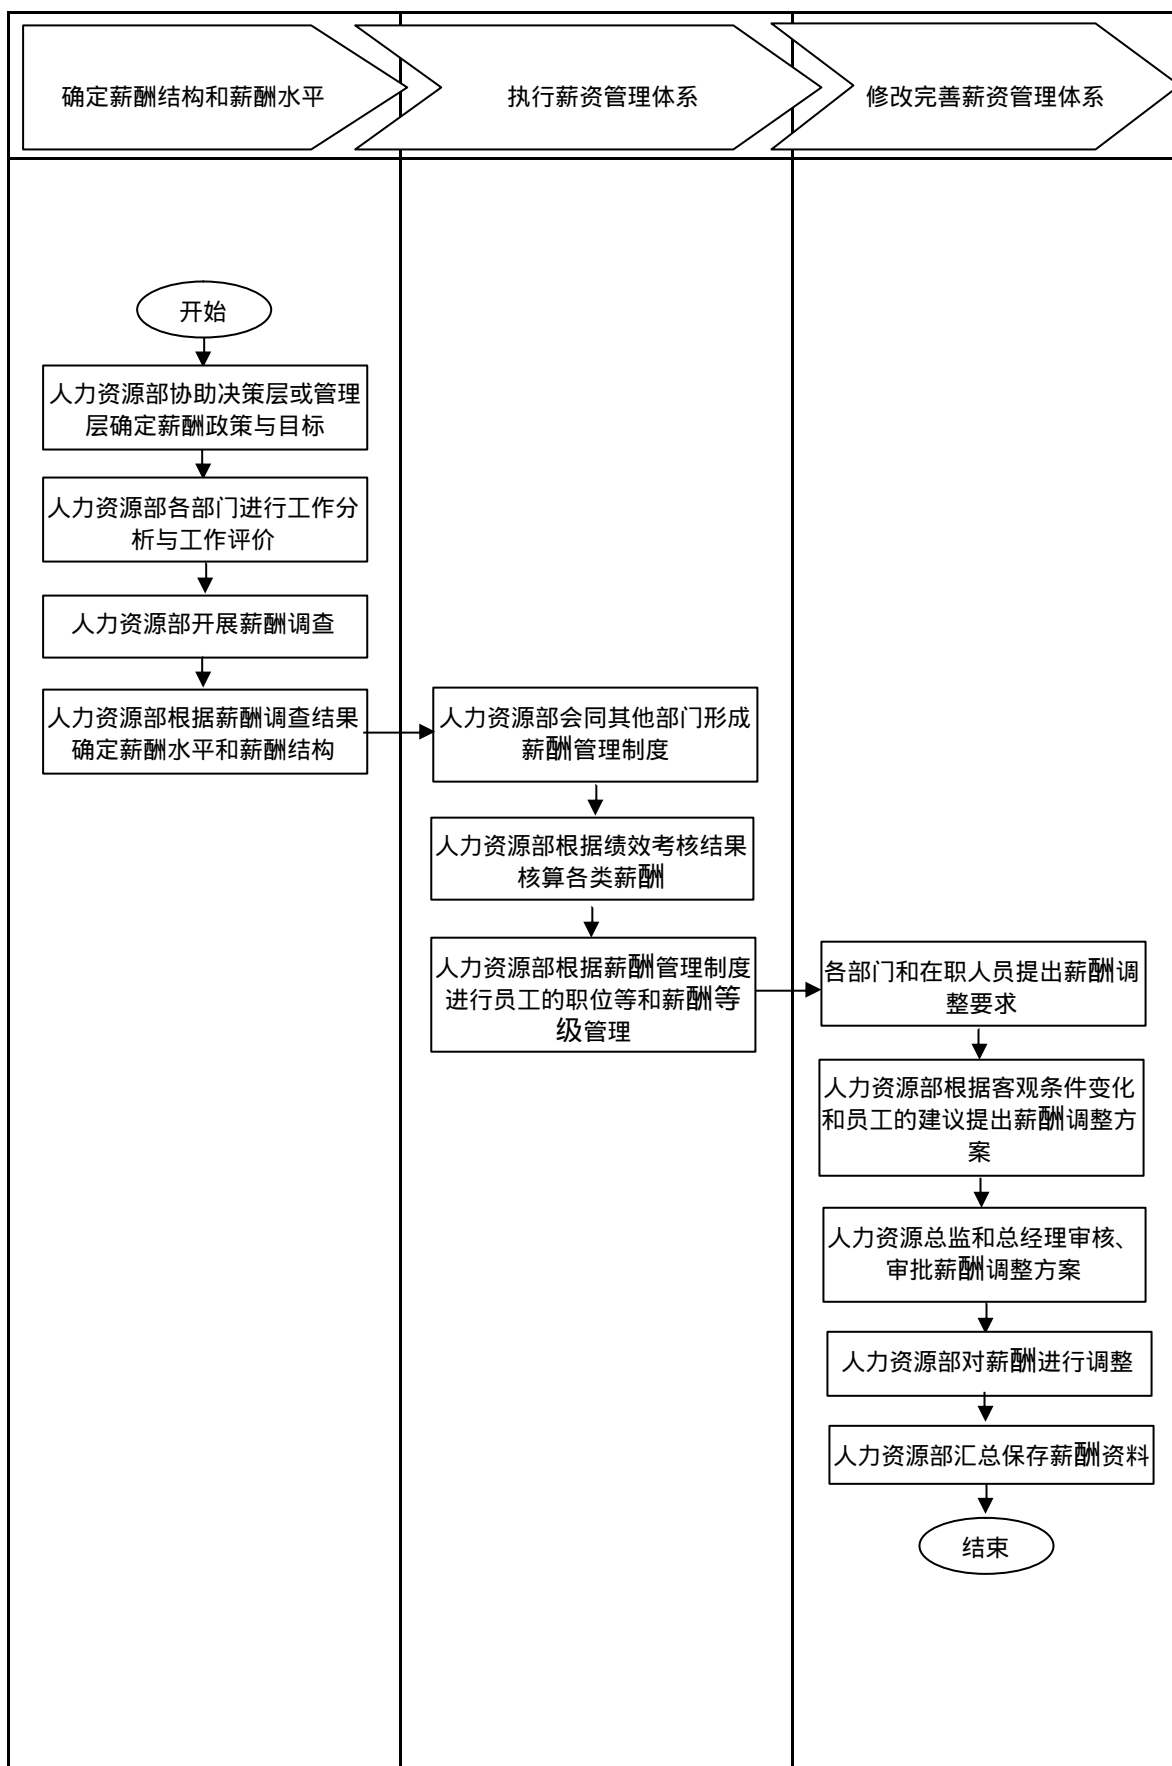 确定薪酬结构和薪酬水平
执行薪资管理体系
修改完善薪资管理体系
开始
人力资源部协助决策层或管理
层确定薪酬政策与目标
人力资源部各部门进行工作分
析与工作评价
人力资源部开展薪酬调查
人力资源部根据薪酬调查结果
确定薪酬水平和薪酬结构
人力资源部会同其他部门形成
薪酬管理制度
人力资源部根据绩效考核结果
核算各类薪酬
人力资源部根据薪酬管理制度
进行员工的职位等和薪酬等
级管理
各部门和在职人员提出薪酬调
整要求
人力资源部根据客观条件变化
和员工的建议提出薪酬调整方
案
人力资源总监和总经理审核、
审批薪酬调整方案
人力资源部对薪酬进行调整
人力资源部汇总保存薪酬资料
结束